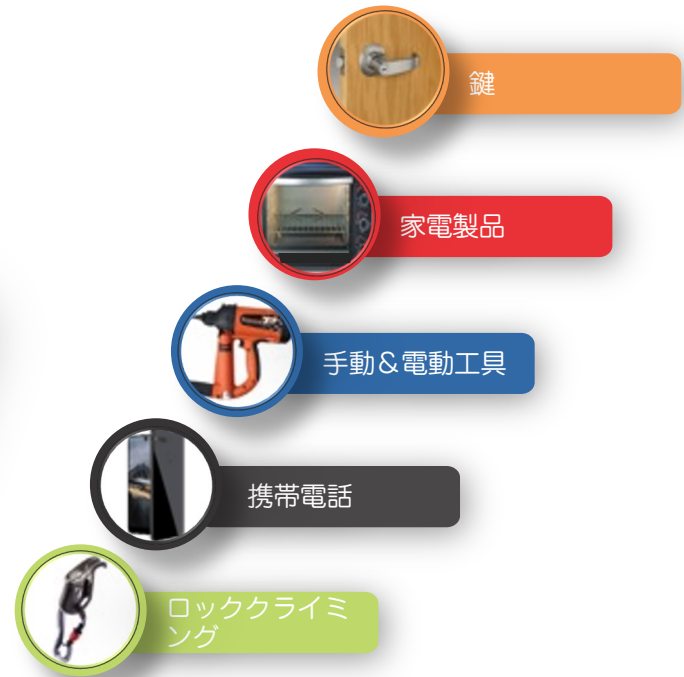 鍵
家電製品
手動&電動工具
携帯電話
ロッククライミ
ング